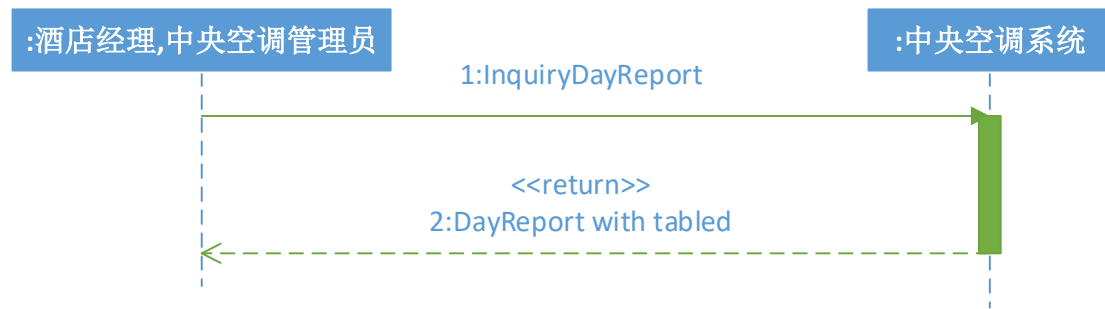 :酒店经理,中央空调管理员
:中央空调系统
1:InquiryDayReport
<<return>>
2:DayReport with tabled